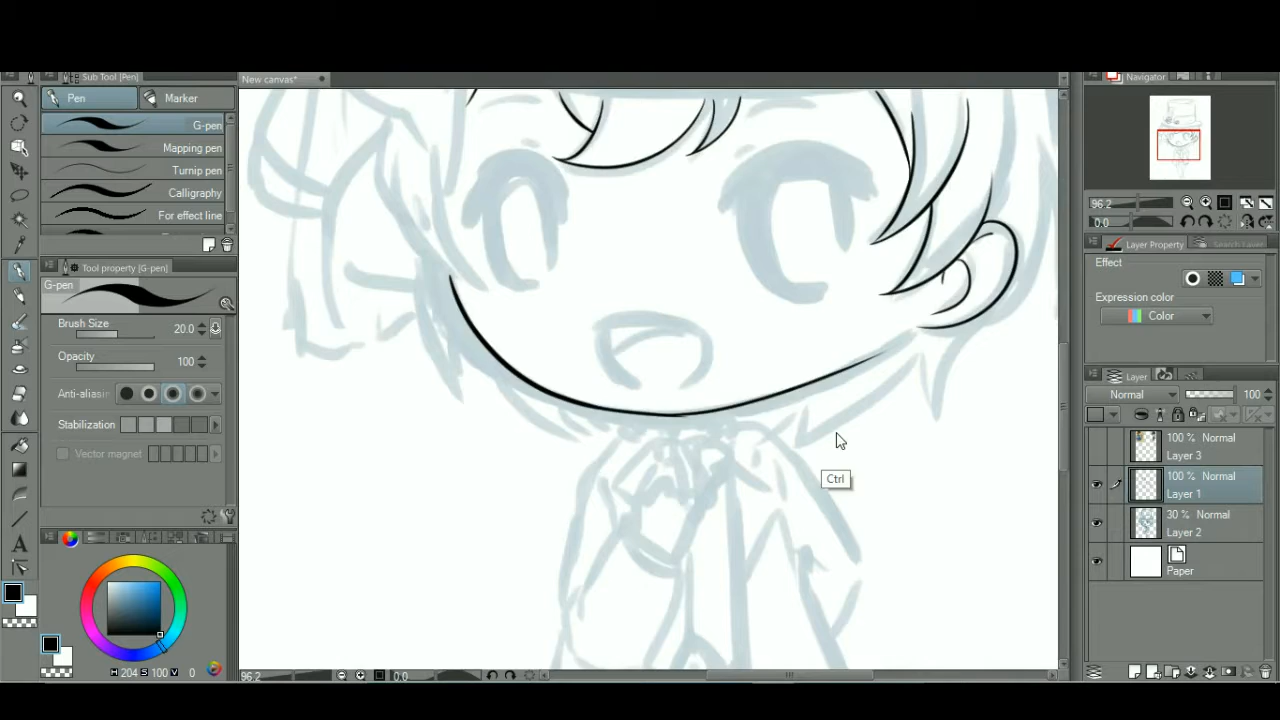 Sub Tool [Pen]
New canvas*
Navigator
Pen
Marker
G-pen
Mapping pen
Turnip pen
Calligraphy
For effect line
96.2
0.0
Layer Property
Search Layer
Tool property [G-pen]
Effect
G-pen
Expression color
Color
Brush Size
20.0
Opacity
100
Layer
Normal
100
Anti-aliasin
Stabilization
100 % Normal
Layer 3
Vector magnet
Ctrl
100 % Normal
Layer 1
30 % Normal
Layer 2
A
Paper
H 204 S 100 V 0
96.2
0.0